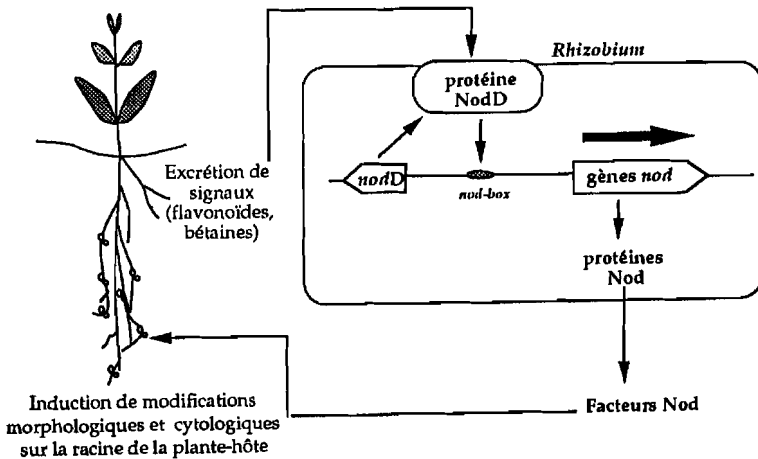 Rhizobium
protéine
NodD
Excrétion de
signaux
(flavonoïdes,
bétaines)
nodD
nod-box
gènes nod
protéines
Nod
Facteurs Nod
Induction de modifications
morphologiques et cytologiques
sur la racine de la plante-hôte